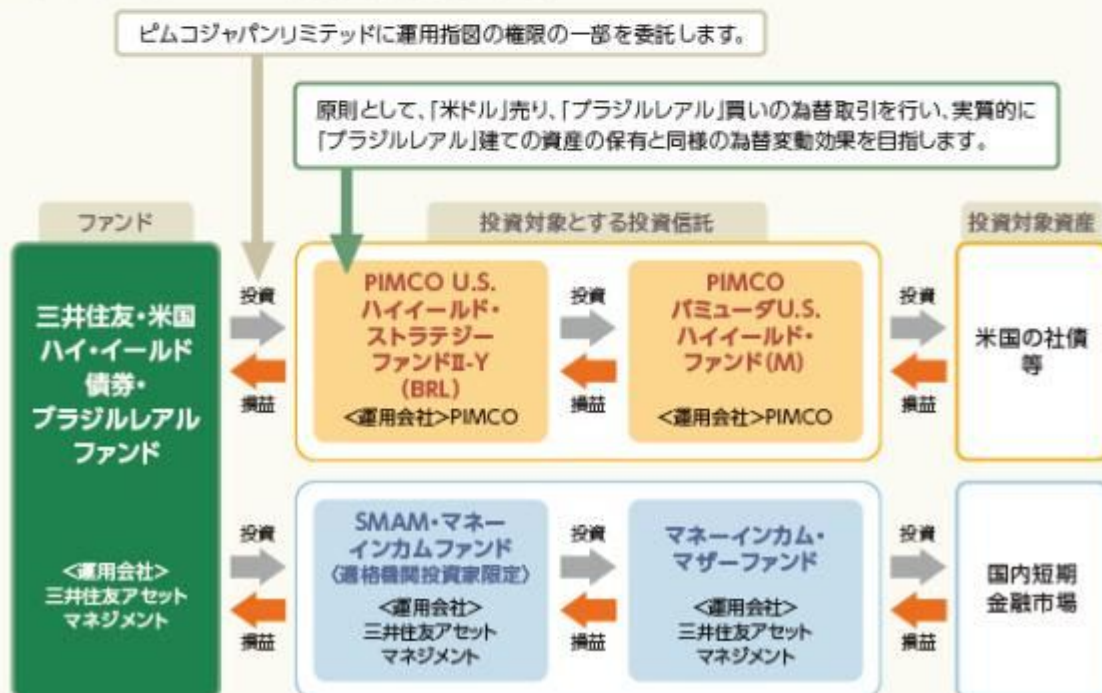 ピムコジャパンリミテッドに運用指図の権限の一部を委託します。
原則として、「米ドル」売り、「ブラジルレアル」買いの為替取引を行い、実質的に
「ブラジルレアル」建ての資産の保有と同様の為替変動効果を目指します。
ファンド
投資対象とする投資信託
投資対象資産
三井住友・米国
ハイ・イールド
債券・
ブラジルレアル
ファンド
<運用会社>
三井住友アセット
マネジメント
投資
損益
PIMCO U.S.
ハイイールド・
ストラテジー
ファンドⅡ-Y
(BRL)
<運用会社>PIMCO
投資
損益
PIMCO
バミューダU.S.
ハイイールド・
ファンド(M)
<運用会社>PIMCO
投資
損益
米国の社債
等
投資
損益
SMAM・マネー
インカムファンド
〈適格機関投資家限定〉
<運用会社>
三井住友アセット
マネジメント
投資
損益
マネーインカム・
マザーファンド
<運用会社>
三井住友アセット
マネジメント
投資
損益
国内短期
金融市場